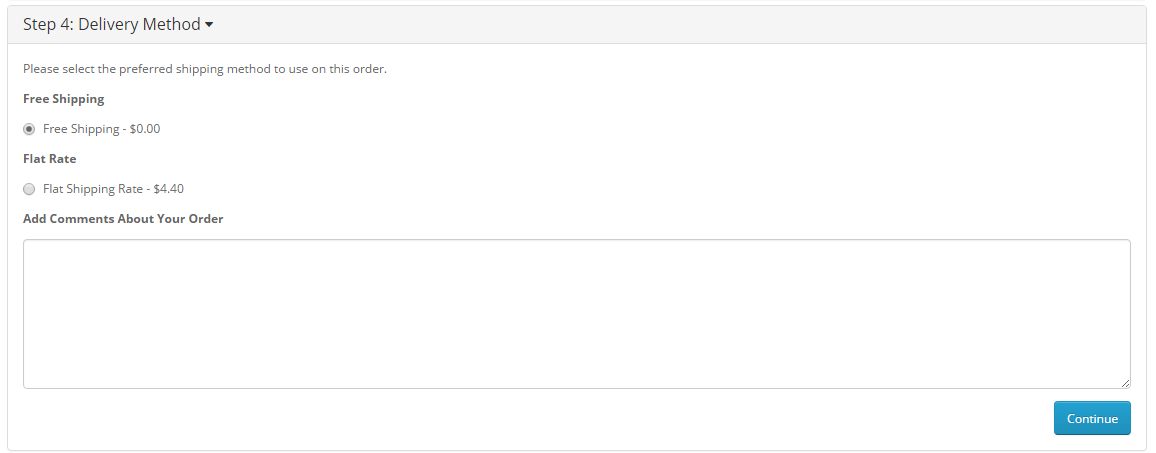 Step 4: Delivery Method
Please select the preferred shipping method to use on this order.
Free Shipping
Free Shipping - $0.00
Flat Rate
Flat Shipping Rate - $4.40
Add Comments About Your Order
Continue